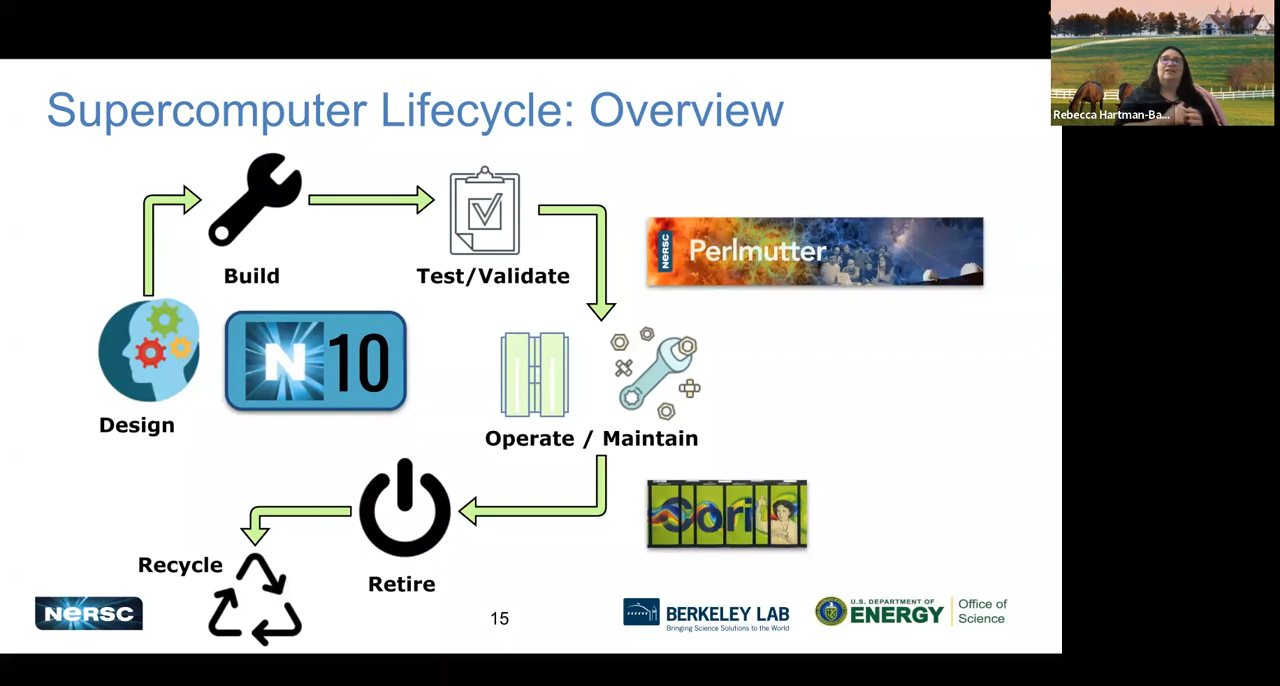 Supercomputer Lifecycle: Overview
Rebecca Hartman-Ba...
Build
Test/Validate
NERSC
Perlmutter
N 10
Design
Operate / Maintain
Cori
Recycle
Retire
NERSC
15
BERKELEY LAB
Bringing Science Solutions to the World
U.S. DEPARTMENT OF
ENERGY
Office of
Science